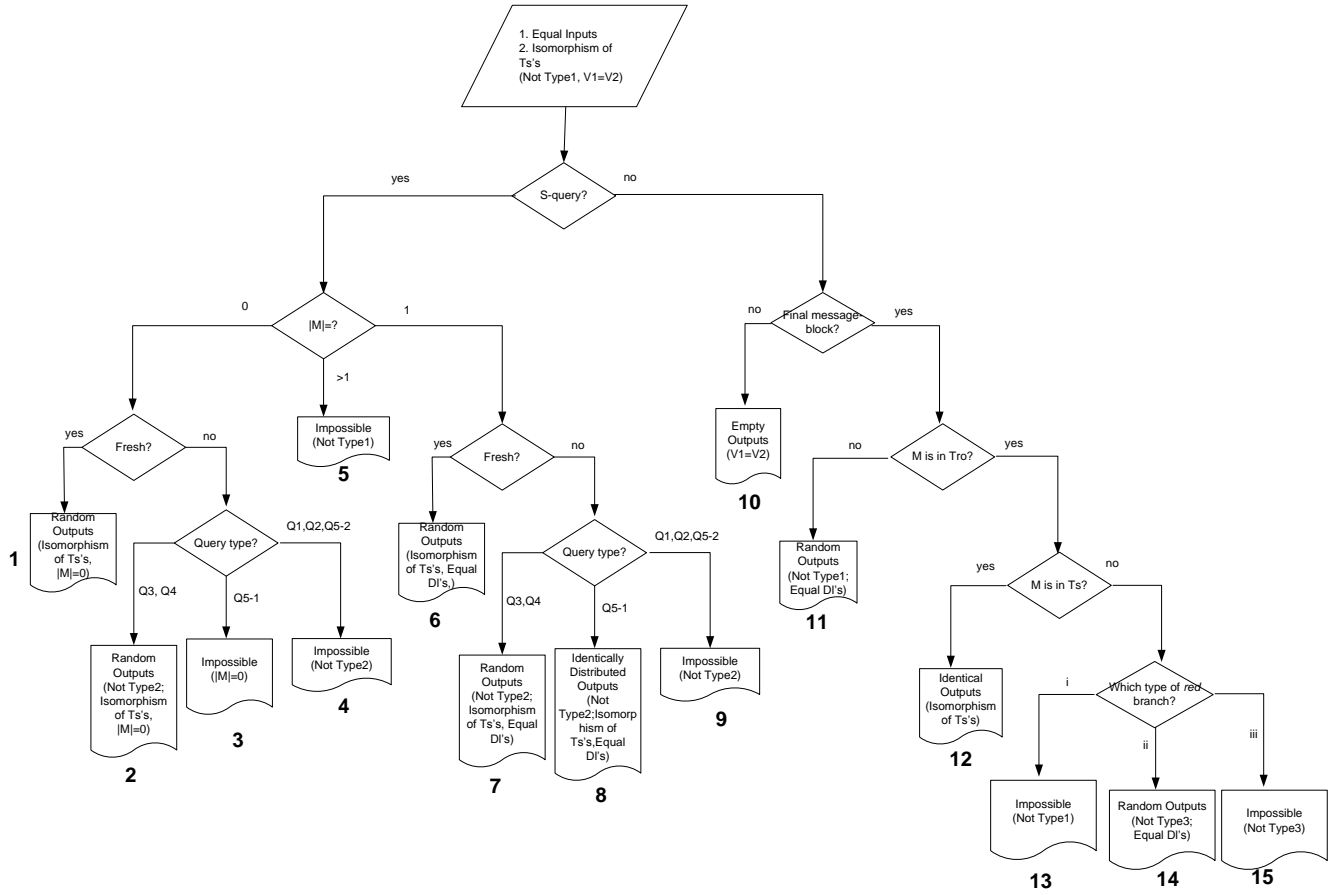 1. Equal Inputs
2. Isomorphism of
Ts's
(Not Type1, V1=V2)
S-query?
yes
no
|M|=?
0
1
>1
Final message-
block?
no
yes
Fresh?
yes
no
Impossible
(Not Type1)
5
Fresh?
yes
no
Empty
Outputs
(V1=V2)
10
M is in Tro?
no
yes
Random
Outputs
(Isomorphism
of Ts's,
|M|=0)
1
Query type?
Q1,Q2,Q5-2
Q3, Q4
Q5-1
Random
Outputs
(Isomorphism
of Ts's, Equal
DI's,)
6
Query type?
Q1,Q2,Q5-2
Q3,Q4
Q5-1
Random
Outputs
(Not Type1;
Equal DI's)
11
M is in Ts?
yes
no
Random
Outputs
(Not Type2;
Isomorphism
of Ts's,
|M|=0)
2
Impossible
(|M|=0)
3
Impossible
(Not Type2)
4
Random
Outputs
(Not Type2;
Isomorphism
of Ts's, Equal
DI's)
7
Identically
Distributed
Outputs
(Not
Type2;Isomorp
hism of
Ts's,Equal
DI's)
8
Impossible
(Not Type2)
9
Identical
Outputs
(Isomorphism
of Ts's)
12
Which type of red
branch?
i
ii
iii
Impossible
(Not Type1)
13
Random Outputs
(Not Type3;
Equal DI's)
14
Impossible
(Not Type3)
15